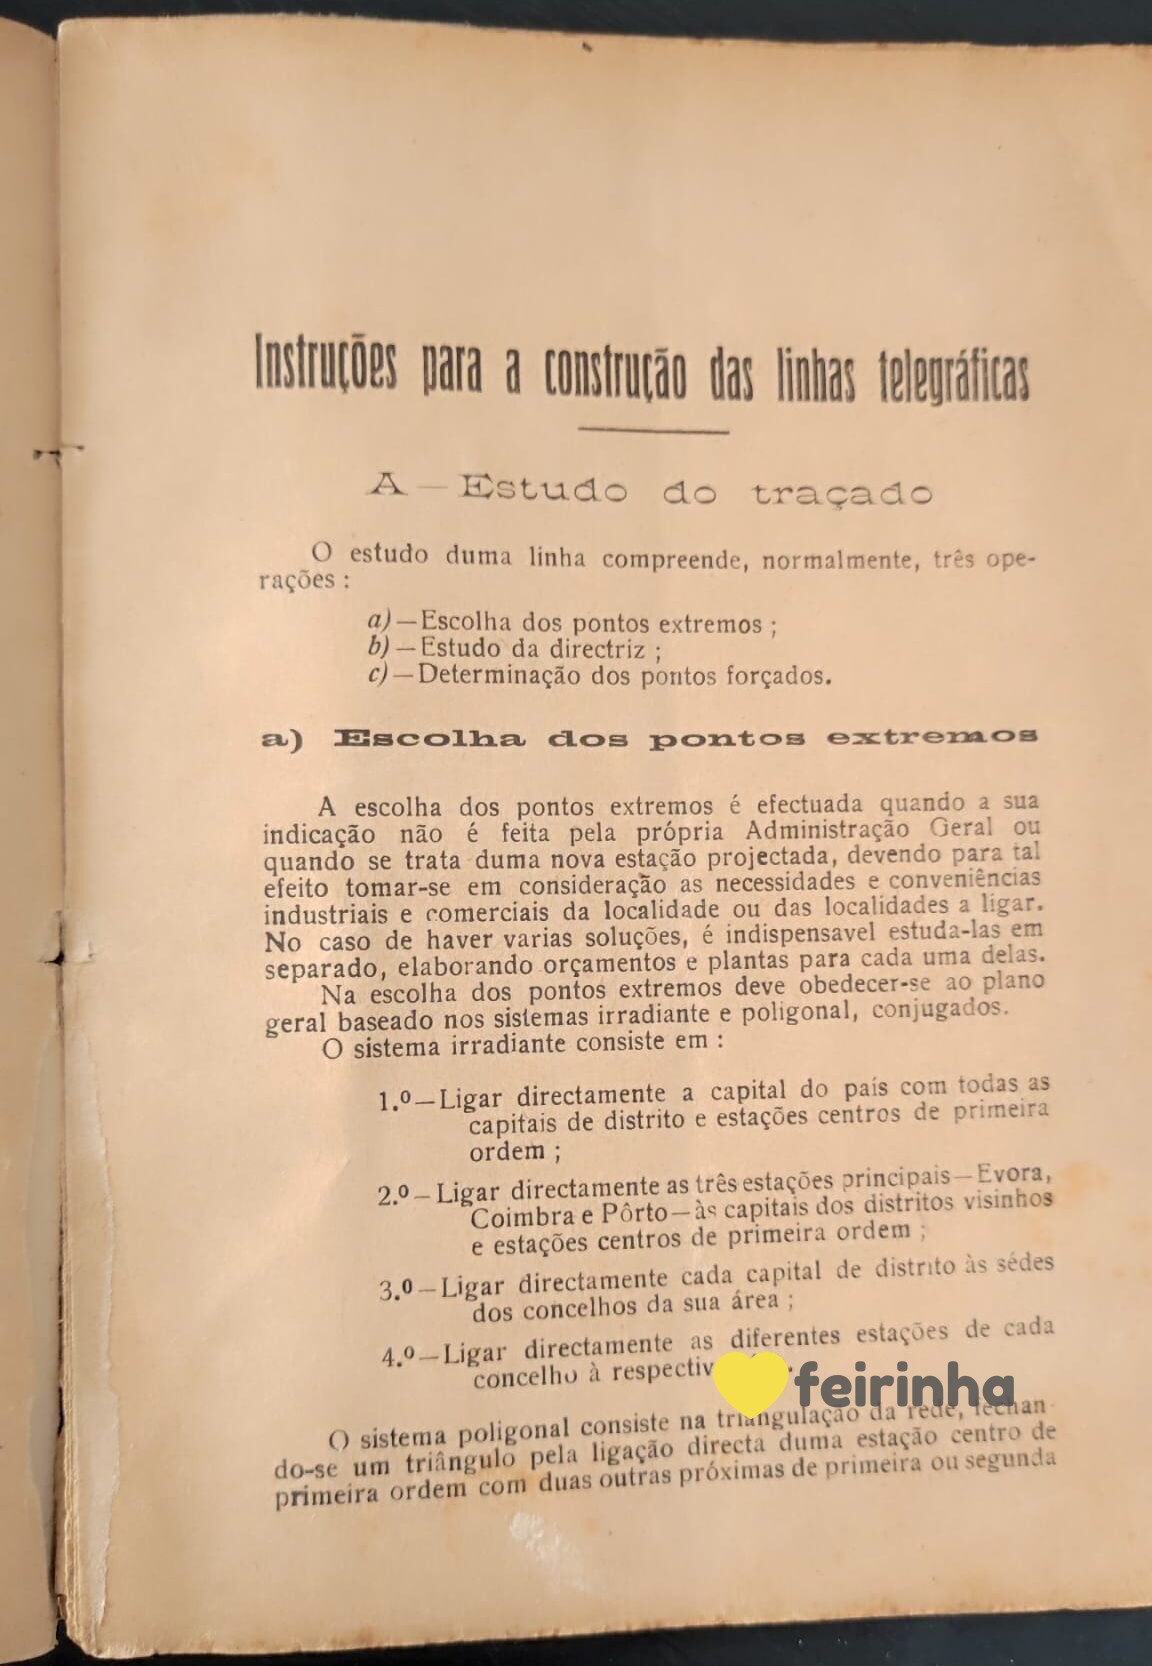 Instruções para a construção das linhas telegráficas
A — Estudo do traçado
O estudo duma linha compreende, normalmente, três ope-
rações :
a) — Escolha dos pontos extremos ;
b) — Estudo da directriz ;
c) — Determinação dos pontos forçados.
a) Escolha dos pontos extremos
A escolha dos pontos extremos é efectuada quando a sua
indicação não é feita pela própria Administração Geral ou
quando se trata duma nova estação projectada, devendo para tal
efeito tomar-se em consideração as necessidades e conveniências
industriais e comerciais da localidade ou das localidades a ligar.
No caso de haver varias soluções, é indispensavel estuda-las em
separado, elaborando orçamentos e plantas para cada uma delas.
Na escolha dos pontos extremos deve obedecer-se ao plano
geral baseado nos sistemas irradiante e poligonal, conjugados.
O sistema irradiante consiste em :
1.º — Ligar directamente a capital do país com todas as
capitais de distrito e estações centros de primeira
ordem ;
2.º — Ligar directamente as três estações principais — Evora,
Coimbra e Pôrto — às capitais dos distritos visinhos
e estações centros de primeira ordem ;
3.º — Ligar directamente cada capital de distrito às sédes
dos concelhos da sua área ;
4.º — Ligar directamente as diferentes estações de cada
concelho à
feirinha
O sistema poligonal consiste na triangulação da rede, fechan-
do-se um triângulo pela ligação directa duma estação centro de
primeira ordem com duas outras próximas de primeira ou segunda